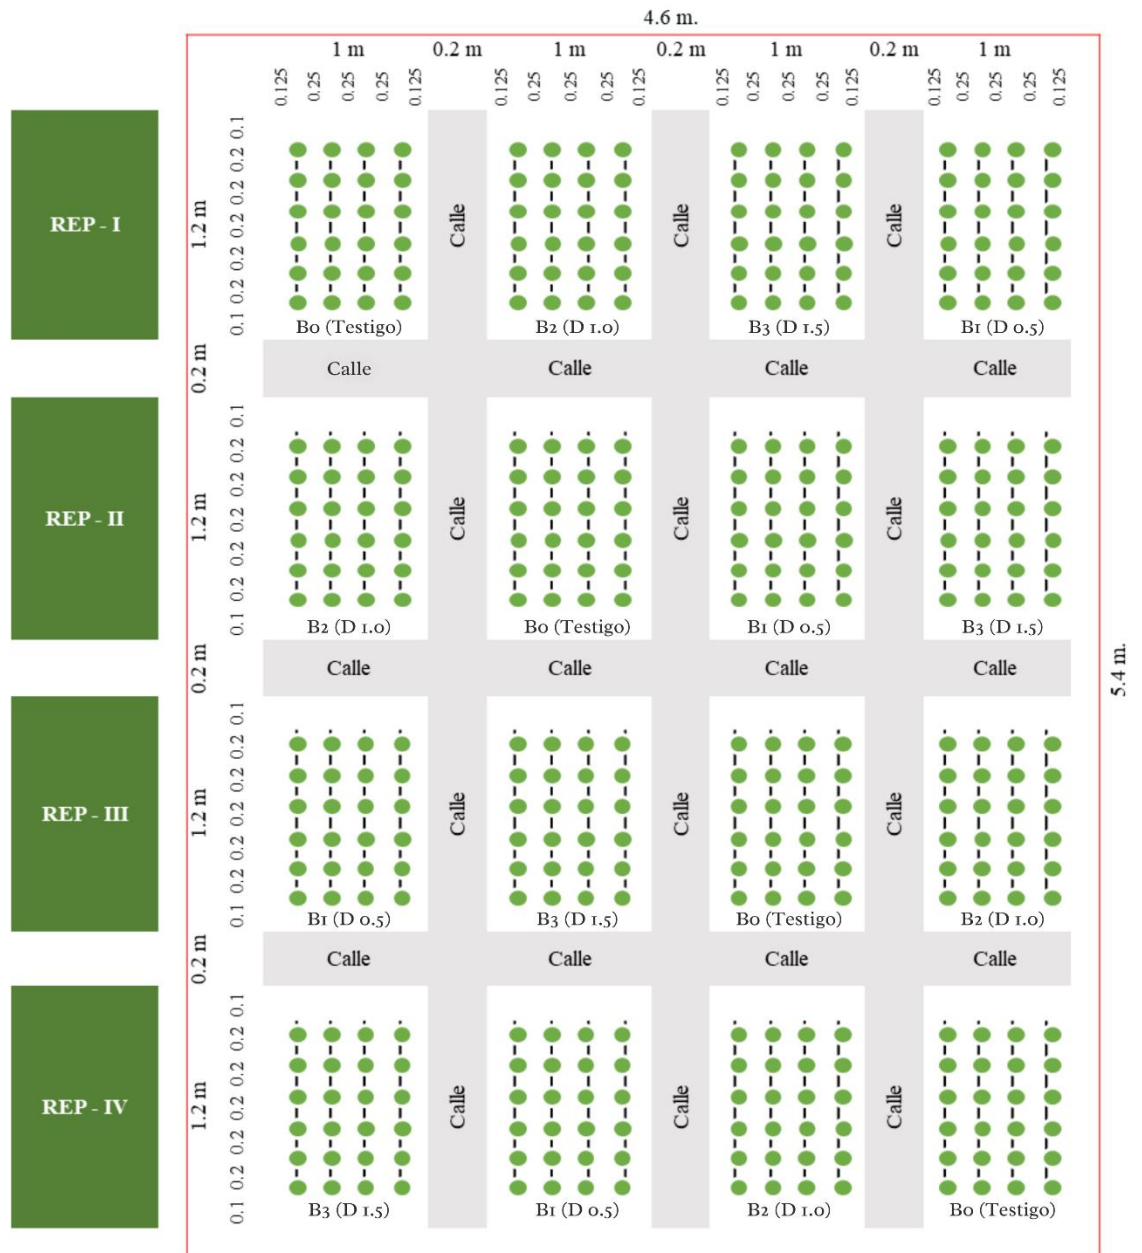 4.6 m.
1 m 0.2 m 1 m 0.2 m 1 m 0.2 m 1 m
0.125 0.25 0.25 0.25 0.125 0.125 0.25 0.25 0.25 0.125 0.125 0.25 0.25 0.25 0.125 0.125 0.25 0.25 0.25 0.125
REP - I
1.2 m
0.1 0.2 0.2 0.2 0.2 0.2 0.1
Calle Calle Calle
B0 (Testigo) B2 (D 1.0) B3 (D 1.5) B1 (D 0.5)
0.2 m
Calle Calle Calle Calle
REP - II
1.2 m
0.1 0.2 0.2 0.2 0.2 0.2 0.1
Calle Calle Calle
B2 (D 1.0) B0 (Testigo) B1 (D 0.5) B3 (D 1.5)
0.2 m
Calle Calle Calle Calle
5.4 m.
REP - III
1.2 m
0.1 0.2 0.2 0.2 0.2 0.2 0.1
Calle Calle Calle
B1 (D 0.5) B3 (D 1.5) B0 (Testigo) B2 (D 1.0)
0.2 m
Calle Calle Calle Calle
REP - IV
1.2 m
0.1 0.2 0.2 0.2 0.2 0.2 0.1
Calle Calle Calle
B3 (D 1.5) B1 (D 0.5) B2 (D 1.0) B0 (Testigo)